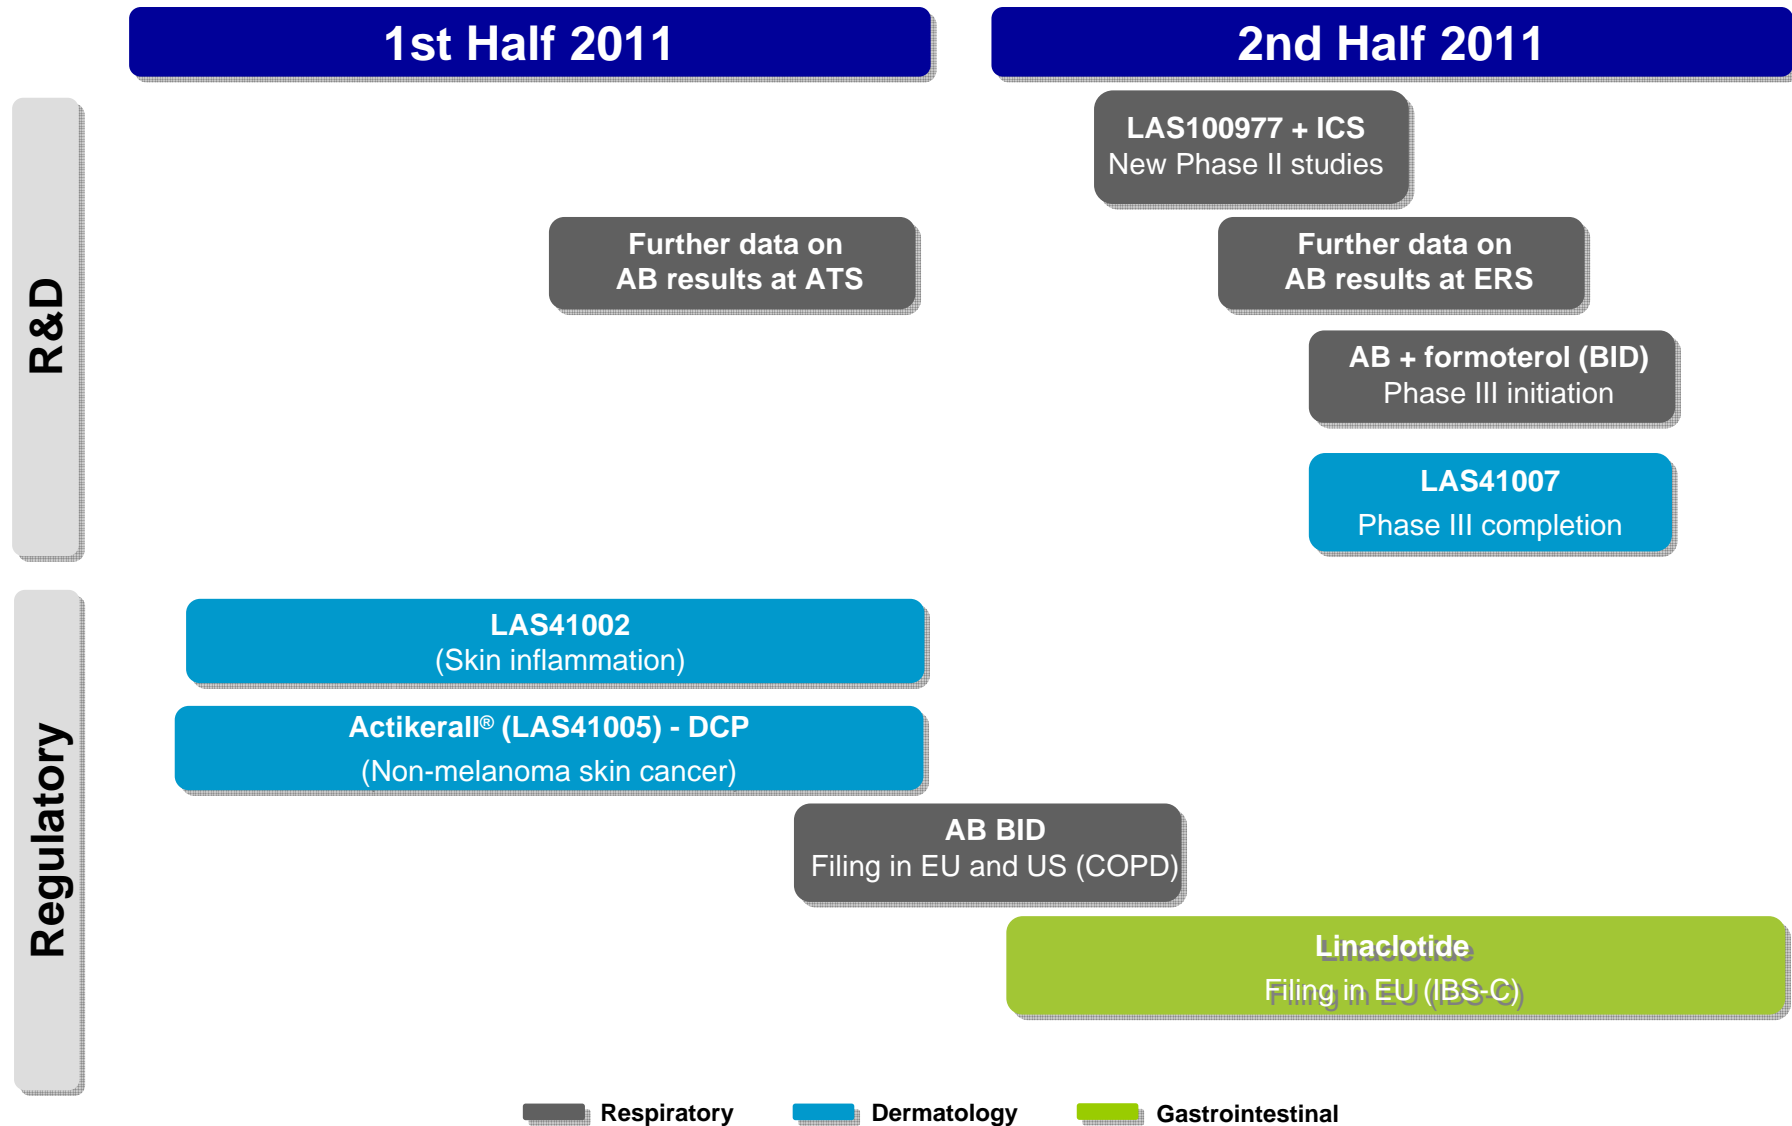 1st Half 2011
2nd Half 2011
R&D
LAS100977 + ICS
New Phase II studies
Further data on
AB results at ATS
Further data on
AB results at ERS
AB + formoterol (BID)
Phase III initiation
LAS41007
Phase III completion
Regulatory
LAS41002
(Skin inflammation)
Actikerall® (LAS41005) - DCP
(Non-melanoma skin cancer)
AB BID
Filing in EU and US (COPD)
Linaclotide
Filing in EU (IBS-C)
Respiratory
Dermatology
Gastrointestinal